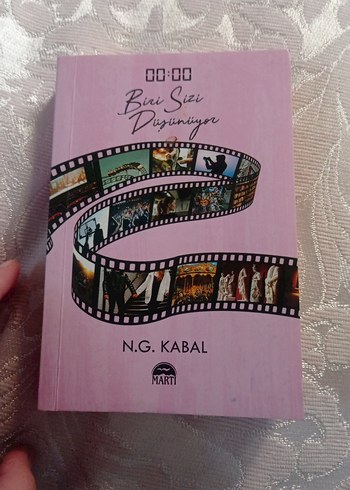 00:00
Biri Sizi
Düşünüyor
N.G. KABAL
MARTI